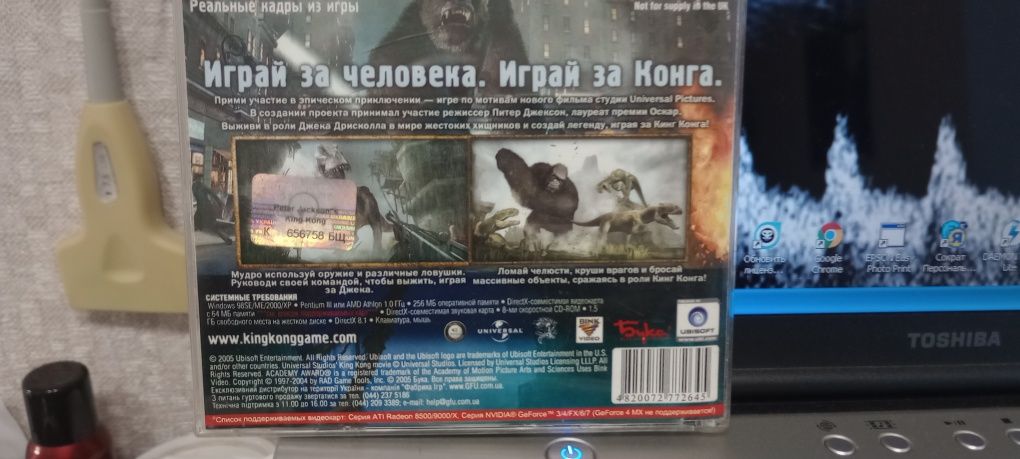 Реальные кадры из игры
Not for supply in the UK
Играй за человека. Играй за Конга.
Прими участие в эпическом приключении — игре по мотивам нового фильма студии Universal Pictures.
В создании проекта принимал участие режиссер Питер Джексон, лауреат премии Оскар.
Выживи в роли Джека Дрисколла в мире жестоких хищников и создай легенду, играя за Кинг Конга!
Peter Jackson's
King Kong
К 656758 БЩ
Мудро используй оружие и различные ловушки.
Руководи своей командой, чтобы выжить, играя
за Джека.
Ломай челюсти, круши врагов и бросай
массивные объекты, сражаясь в роли Кинг Конга!
СИСТЕМНЫЕ ТРЕБОВАНИЯ
Windows 98SE/ME/2000/XP • Pentium III или AMD Athlon 1.0 ГГц • 256 МБ оперативной памяти • DirectX-совместимая видеокарта
с 64 МБ памяти • DirectX-совместимая звуковая карта • 8-ми скоростной CD-ROM • 1.5
ГБ свободного места на жестком диске • DirectX 8.1 • Клавиатура, мышь
www.kingkonggame.com
UNIVERSAL
BINK
VIDEO
Бука
UBISOFT
© 2005 Ubisoft Entertainment. All Rights Reserved. Ubisoft and the Ubisoft logo are trademarks of Ubisoft Entertainment in the U.S.
and/or other countries. Universal Studios' King Kong movie © Universal Studios. Licensed by Universal Studios Licensing LLLP. All
Rights Reserved. ACADEMY AWARD® is a registered trademark of the Academy of Motion Picture Arts and Sciences Uses Bink
Video. Copyright © 1997-2004 by RAD Game Tools, Inc. © 2005 Бука. Все права защищены.
Ексклюзивний дистриб'ютор на території України - компанія "Фабрика Ігр". www.GFU.com.ua
З питань гуртового продажу звертатися за тел. (044) 237 5186
Технічна підтримка з 11.00 до 16.00 за тел. (044) 209 3389; e-mail: help@gfu.com.ua
4820072772645
*Список поддерживаемых видеокарт: Серия ATI Radeon 8500/9000/X, Серия NVIDIA® GeForce™ 3/4/FX/6/7 (GeForce 4 MX не поддерживается!)
Обновить
лиценз...
Google
Chrome
EPSON Eas...
Photo Print
Сократ
Персональ...
DAEMON
Lite
TOSHIBA